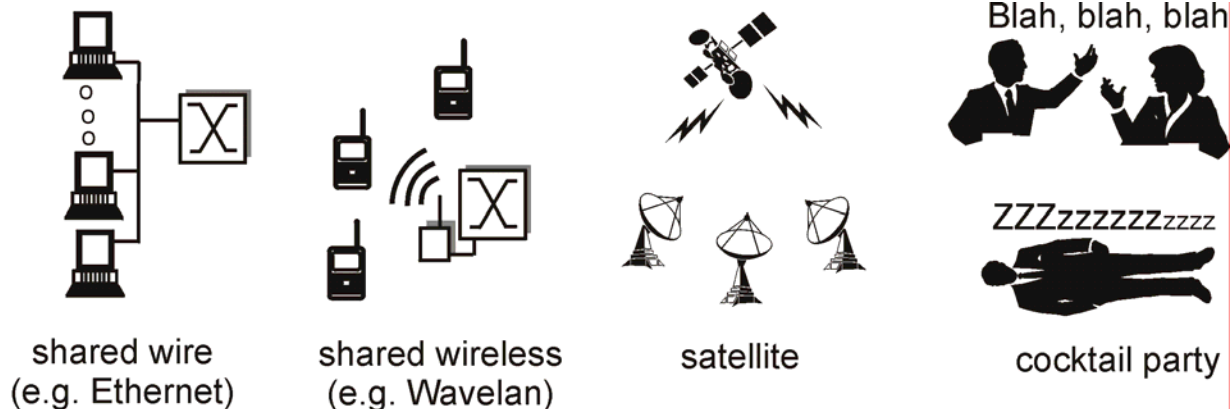 Blah, blah, blah
ZZZzzzzzzzzzz
shared wire
(e.g. Ethernet)
shared wireless
(e.g. Wavelan)
satellite
cocktail party